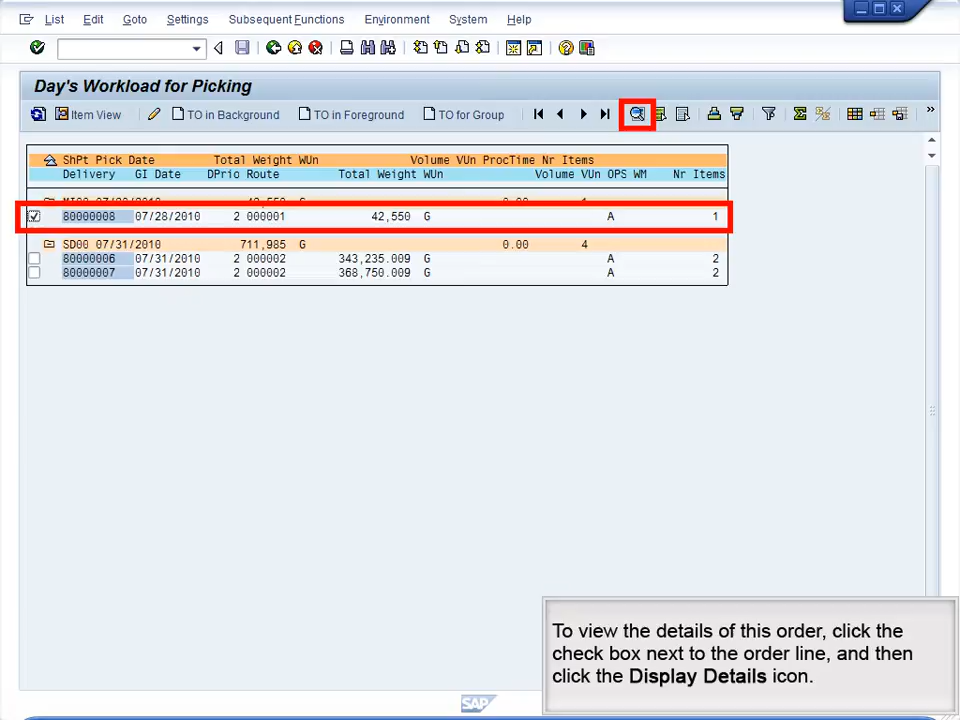 List Edit Goto Settings Subsequent Functions Environment System Help
Day's Workload for Picking
Item View TO in Background TO in Foreground TO for Group »
ShPt Pick Date Total Weight WUn Volume VUn ProcTime Nr Items
Delivery GI Date DPrio Route Total Weight WUn Volume VUn OPS WM Nr Items
80000008 07/28/2010 2 000001 42,550 G A 1
SD00 07/31/2010 711,985 G 0.00 4
80000006 07/31/2010 2 000002 343,235.009 G A 2
80000007 07/31/2010 2 000002 368,750.009 G A 2
To view the details of this order, click the
check box next to the order line, and then
click the Display Details icon.
SAP